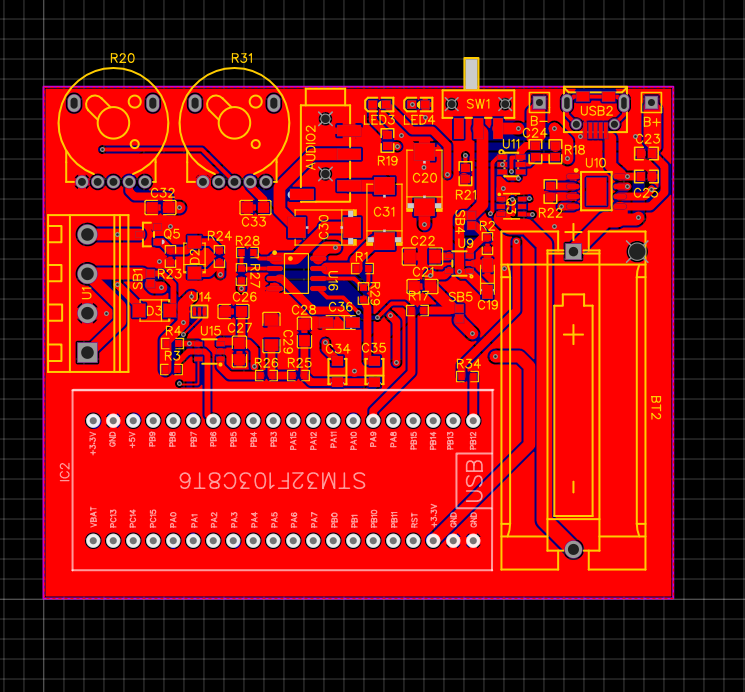 R20
R31
LED3
LED4
SW1
B-
USB2
B+
AUDIO2
R19
C24
R18
C23
U11
U10
C20
R21
C25
C32
C33
C31
R22
Q5
C30
R2
R24
R28
C22
R1
R23
R27
U6
C21
U1
R29
C19
D3
U14
C26
C28
C36
R17
SB5
R4
U15
C27
C29
R3
C34
C35
R26
R25
R34
BT2
+
-
+3.3V
GND
+5V
PB9
PB8
PB7
PB6
PB5
PB4
PB3
PA15
PA12
PA11
PA10
PA9
PA8
PB15
PB14
PB13
PB12
IC2
STM32F103C8T6
USB
VBAT
PC13
PC14
PC15
PA0
PA1
PA2
PA3
PA4
PA5
PA6
PA7
PB0
PB1
PB10
PB11
RST
+3.3V
GND
GND